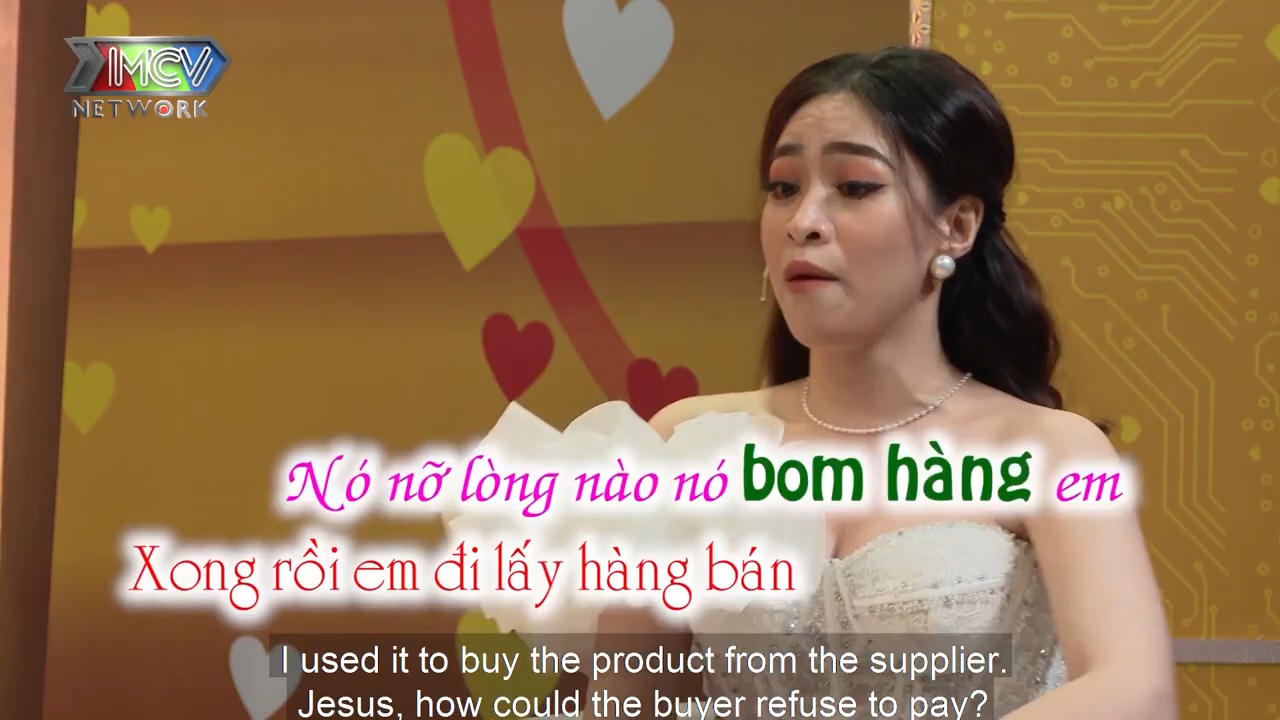 MCV
NETWORK
Nó nỡ lòng nào nó bom hàng em
Xong rồi em đi lấy hàng bán
I used it to buy the product from the supplier.
Jesus, how could the buyer refuse to pay?